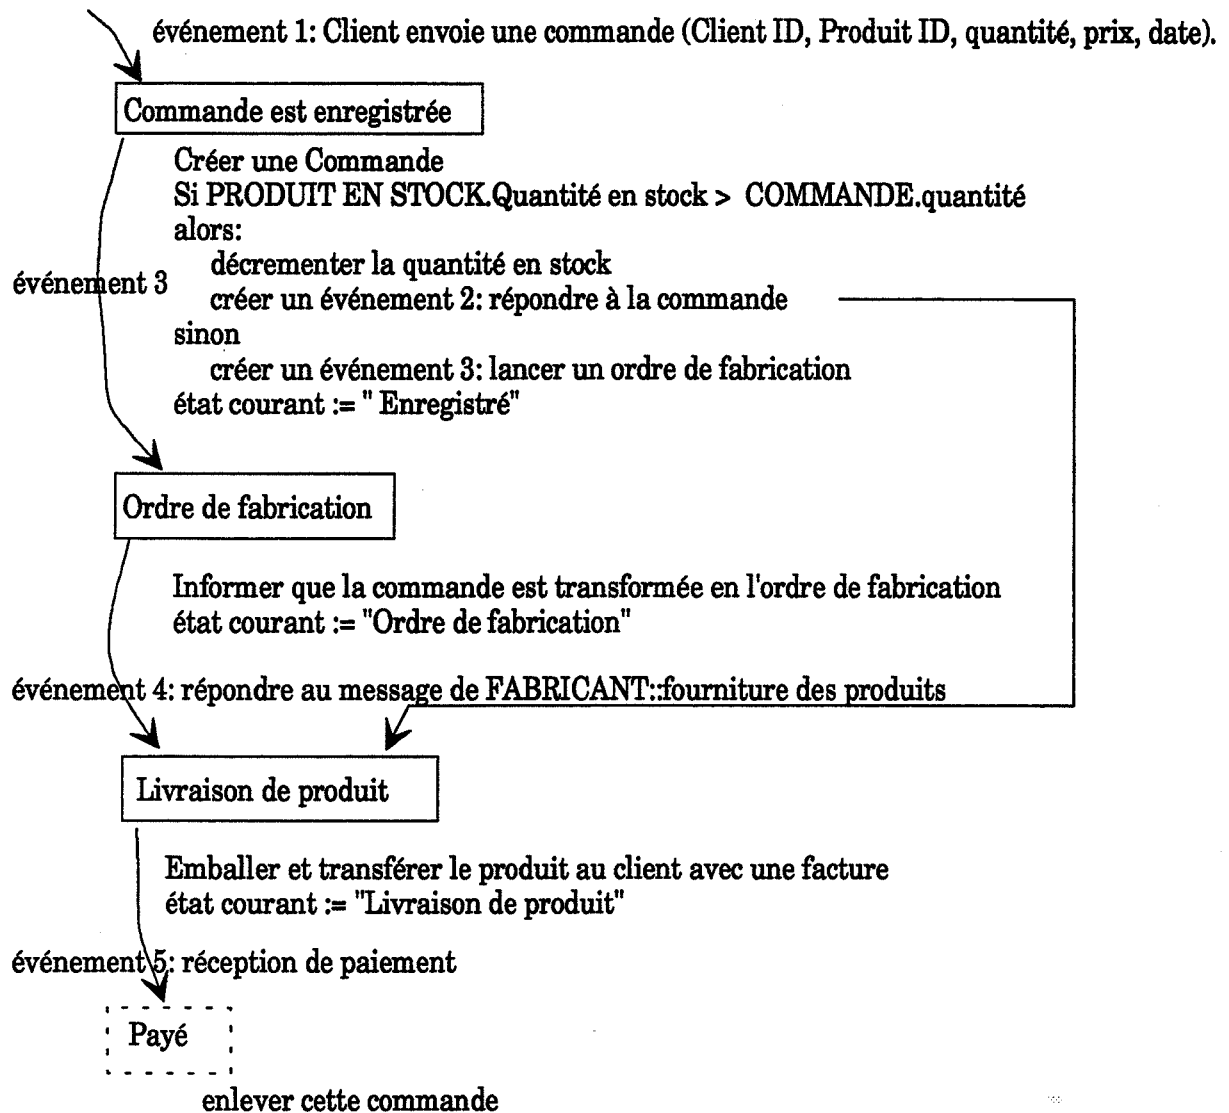 événement 1: Client envoie une commande (Client ID, Produit ID, quantité, prix, date).
Commande est enregistrée
Créer une Commande
Si PRODUIT EN STOCK.Quantité en stock > COMMANDE.quantité
alors:
décrementer la quantité en stock
événement 3
créer un événement 2: répondre à la commande
sinon
créer un événement 3: lancer un ordre de fabrication
état courant := " Enregistré"
Ordre de fabrication
Informer que la commande est transformée en l'ordre de fabrication
état courant := "Ordre de fabrication"
événement 4: répondre au message de FABRICANT::fourniture des produits
Livraison de produit
Emballer et transférer le produit au client avec une facture
état courant := "Livraison de produit"
événement 5: réception de paiement
Payé
enlever cette commande